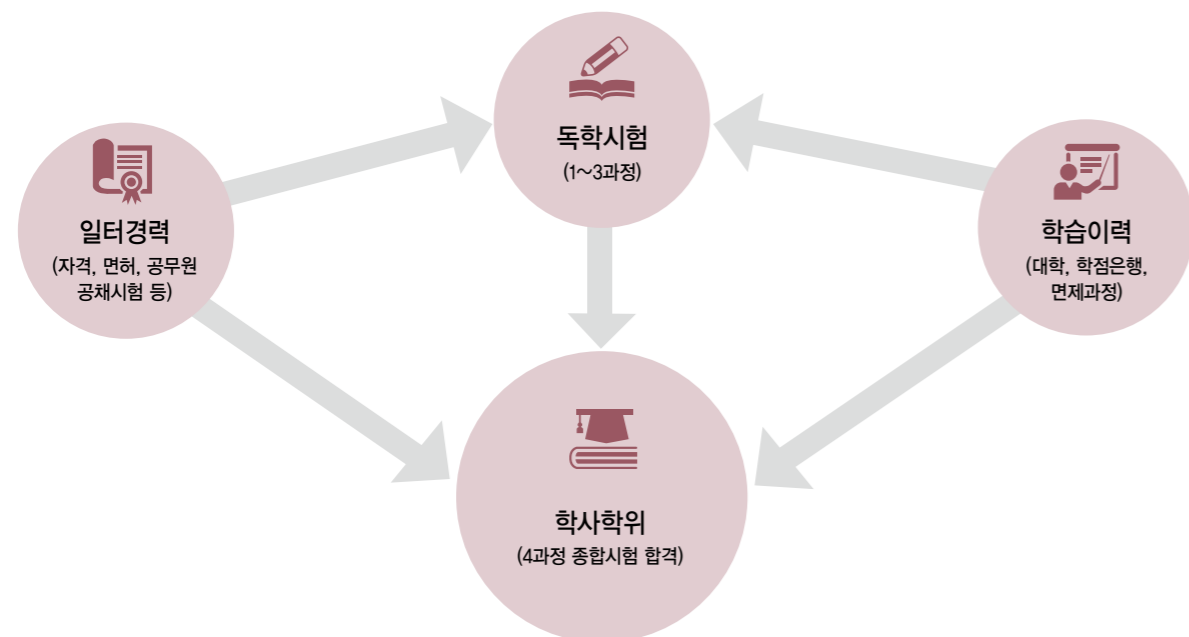 독학시험
(1~3과정)
일터경력
(자격, 면허, 공무원
공채시험 등)
학습이력
(대학, 학점은행,
면제과정)
학사학위
(4과정 종합시험 합격)